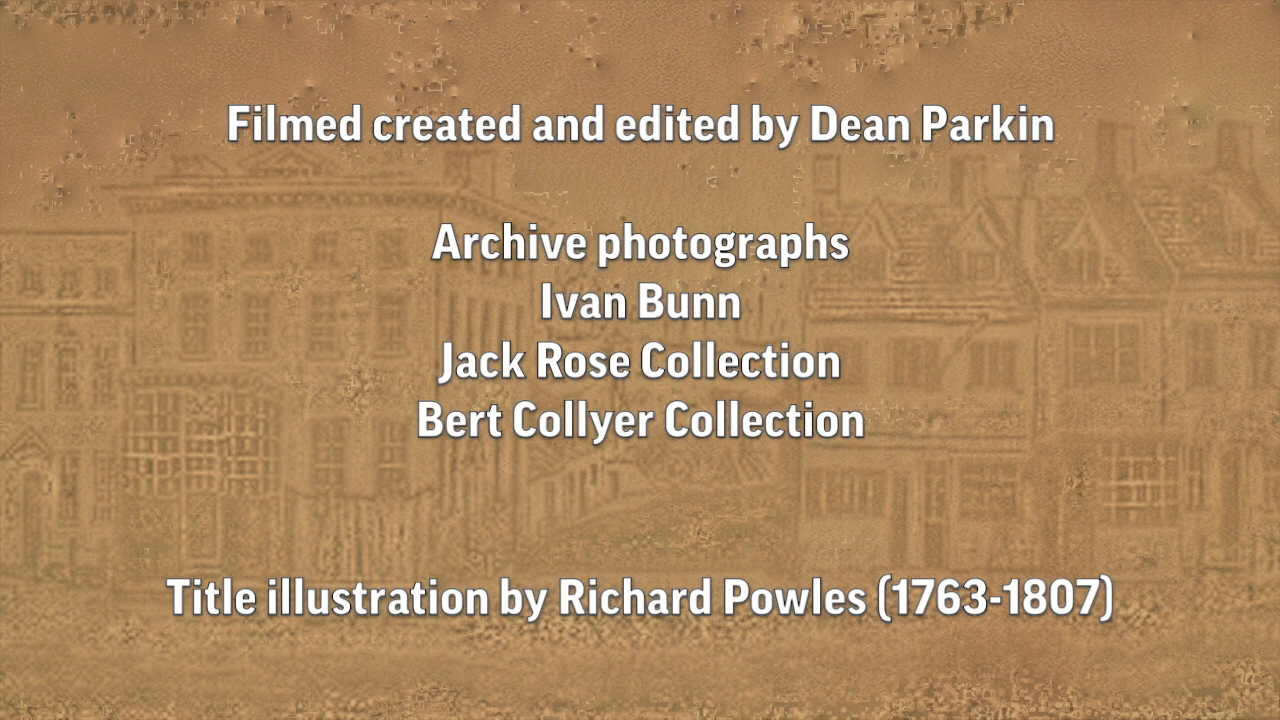 Filmed created and edited by Dean Parkin
Archive photographs
Ivan Bunn
Jack Rose Collection
Bert Collyer Collection
Title illustration by Richard Powles (1763-1807)